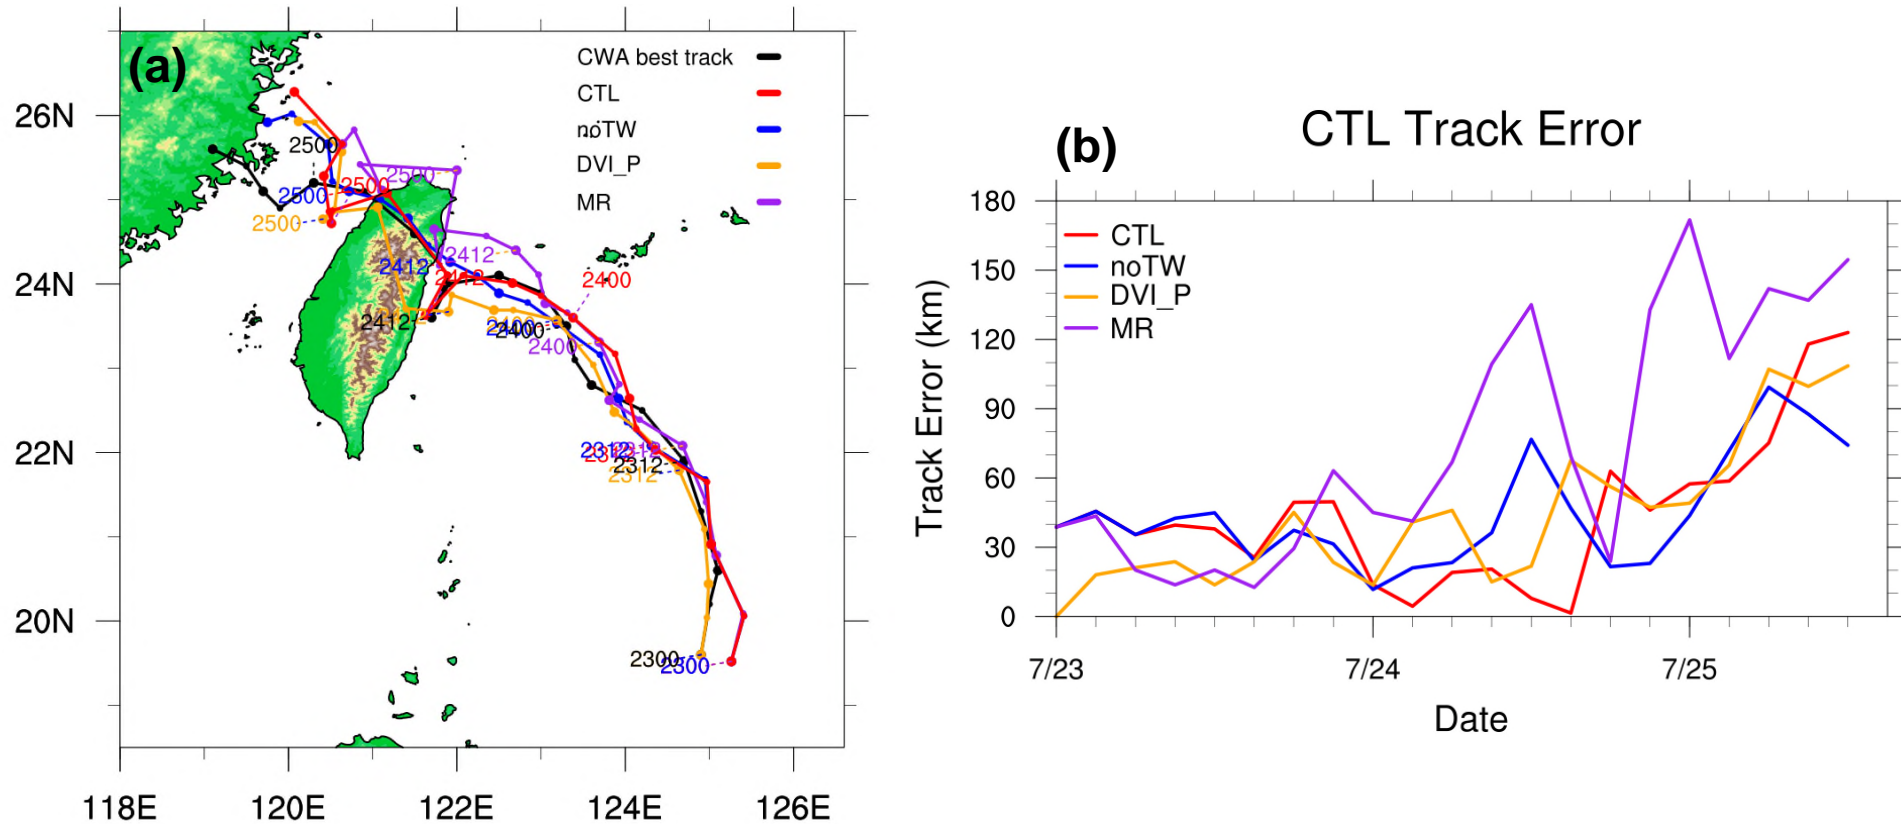 (a)
CWA best track
CTL
noTW
DVI_P
MR
26N
24N
22N
20N
118E
120E
122E
124E
126E
2500
2500
2500
2500
2500
2412
2412
2412
2412
2400
2400
2400
2400
2312
2312
2312
2312
2300
2300
(b)
CTL Track Error
CTL
noTW
DVI_P
MR
Track Error (km)
180
150
120
90
60
30
0
7/23
7/24
7/25
Date